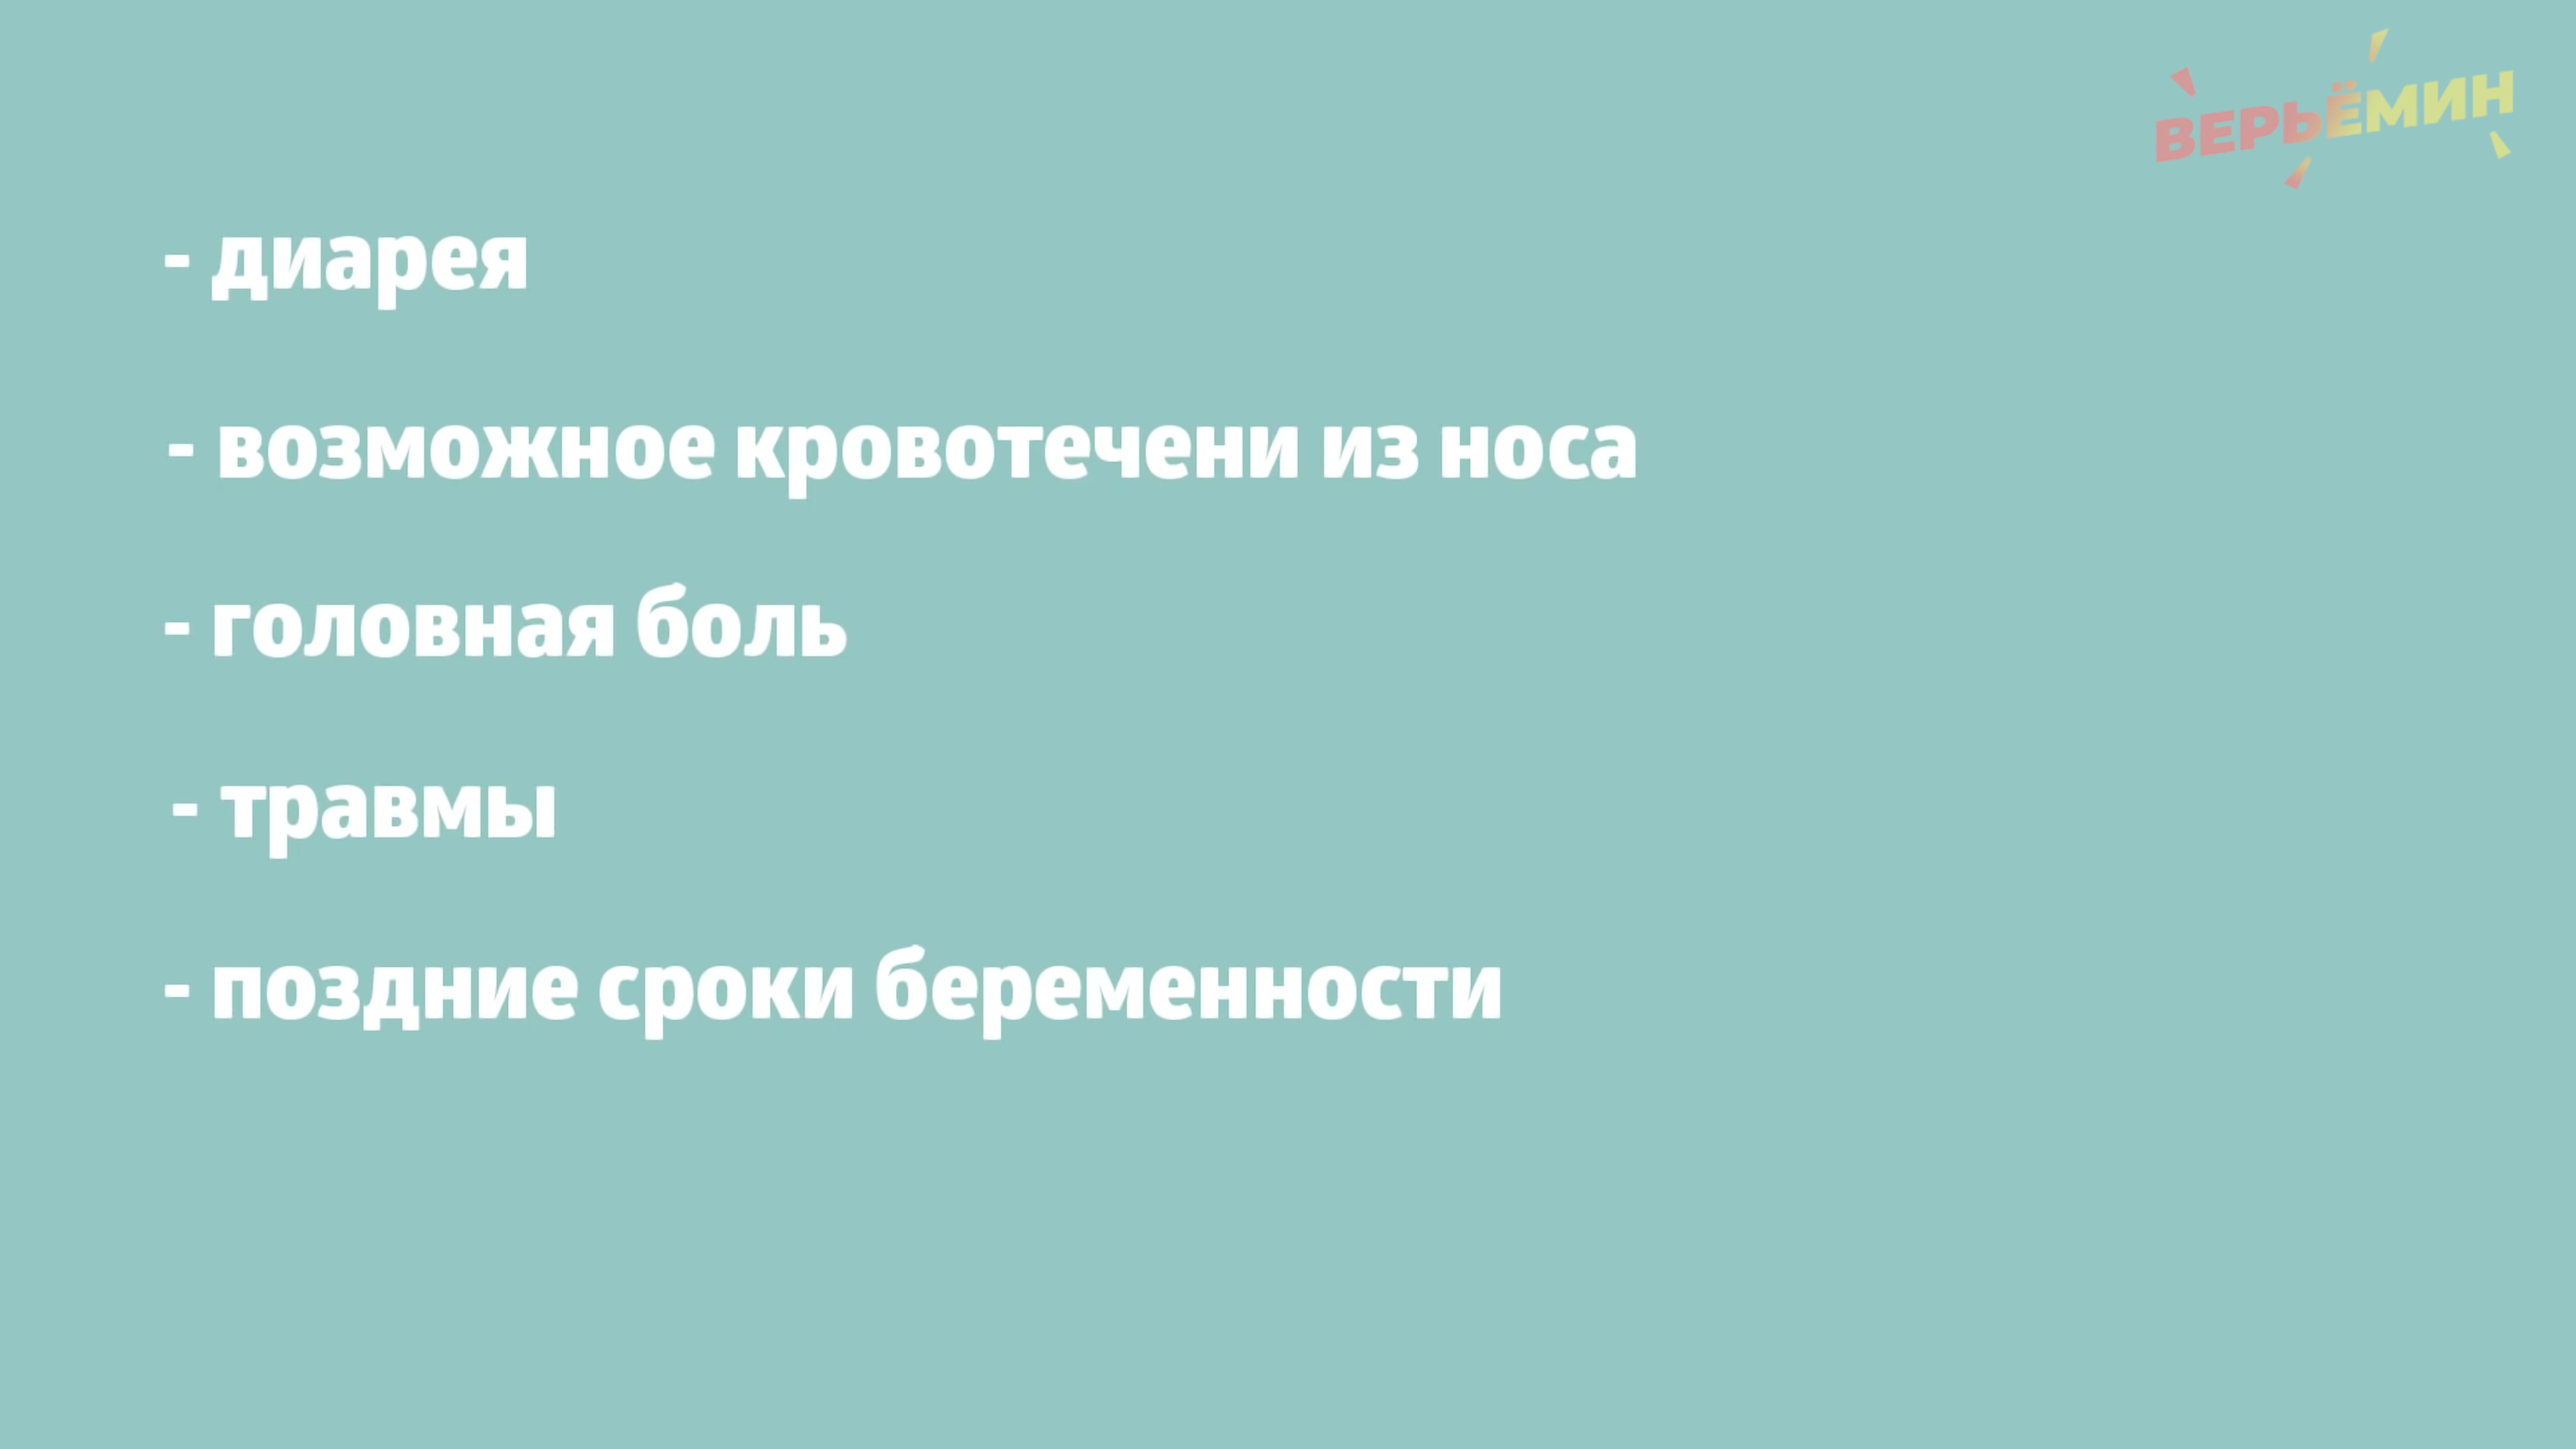 ВЕРЬЁМИН
- диарея
- возможное кровотечени из носа
- головная боль
- травмы
- поздние сроки беременности